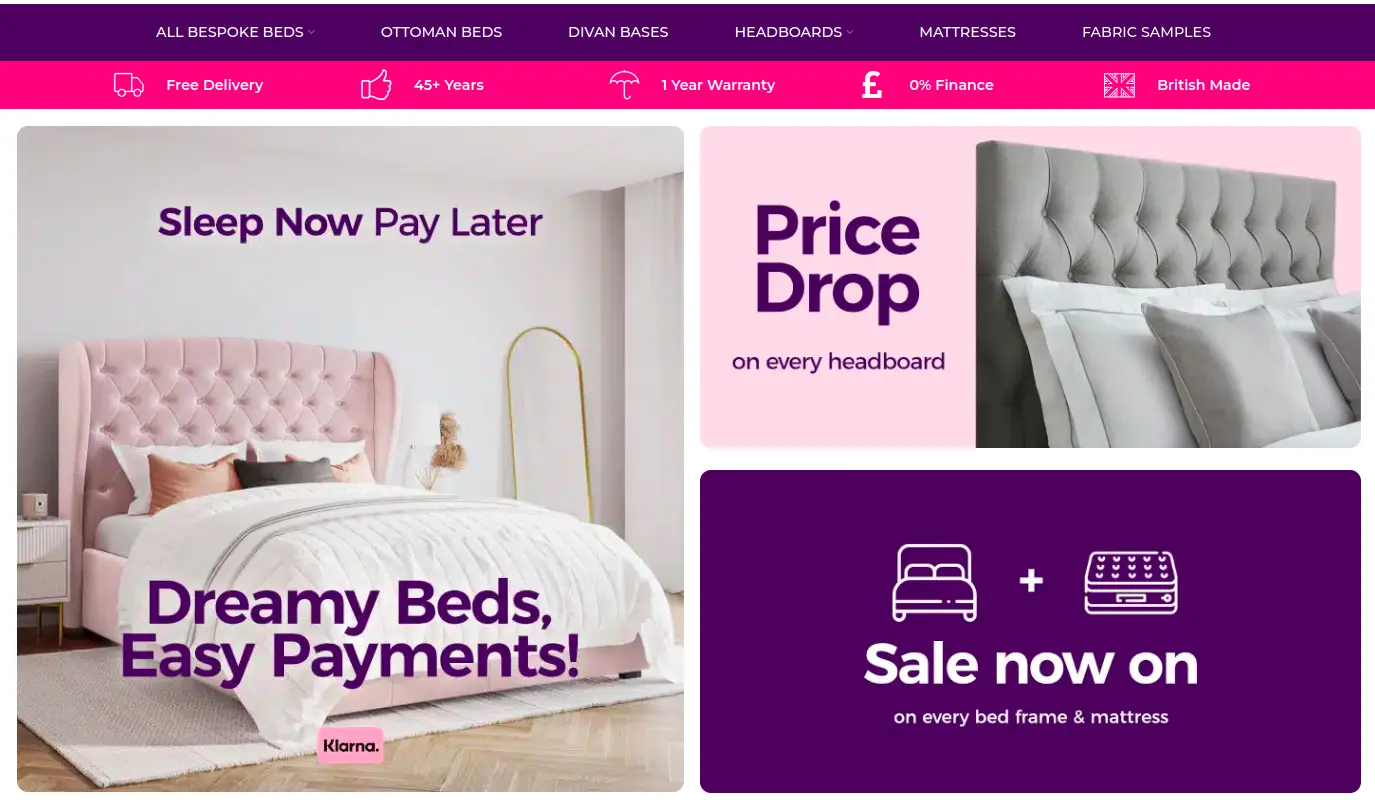 ALL BESPOKE BEDS
OTTOMAN BEDS
DIVAN BASES
HEADBOARDS
MATTRESSES
FABRIC SAMPLES
Free Delivery
45+ Years
1 Year Warranty
£
0% Finance
British Made
Sleep Now Pay Later
Dreamy Beds,
Easy Payments!
Klarna.
Price
Drop
on every headboard
+
Sale now on
on every bed frame & mattress